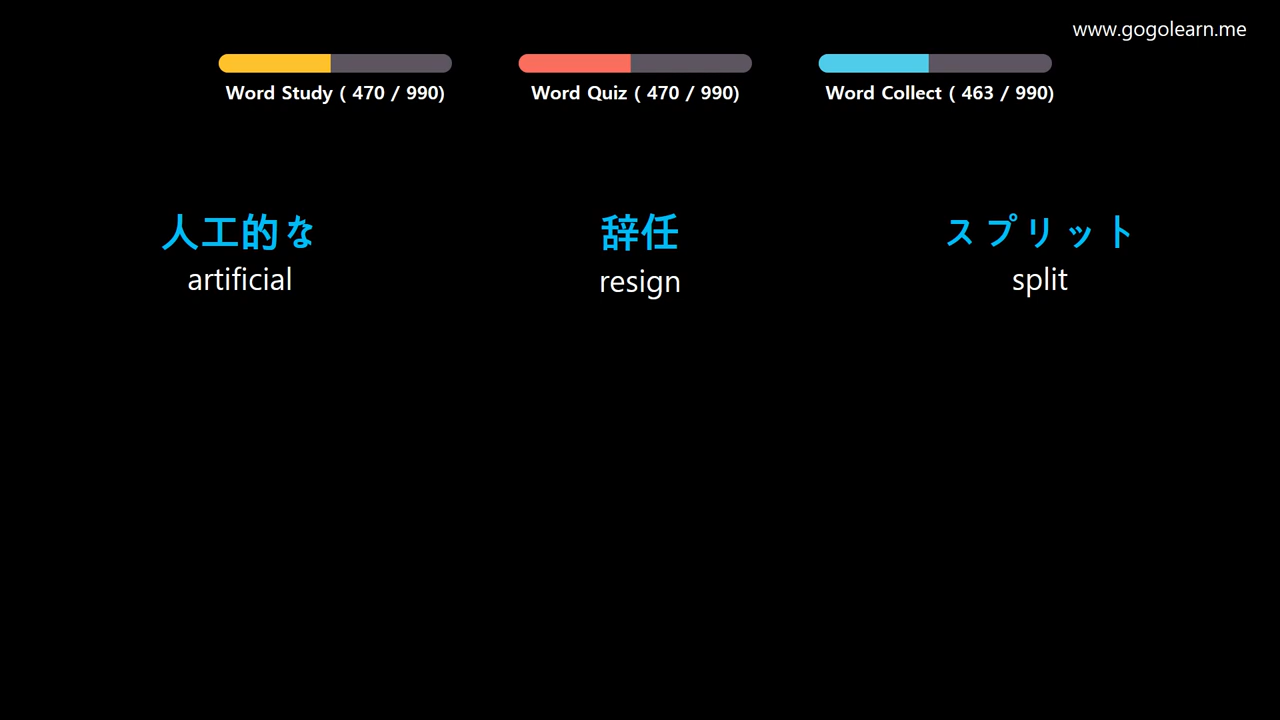 www.gogolearn.me
Word Study ( 470 / 990)
Word Quiz ( 470 / 990)
Word Collect ( 463 / 990)
人工的な
artificial
辞任
resign
スプリット
split